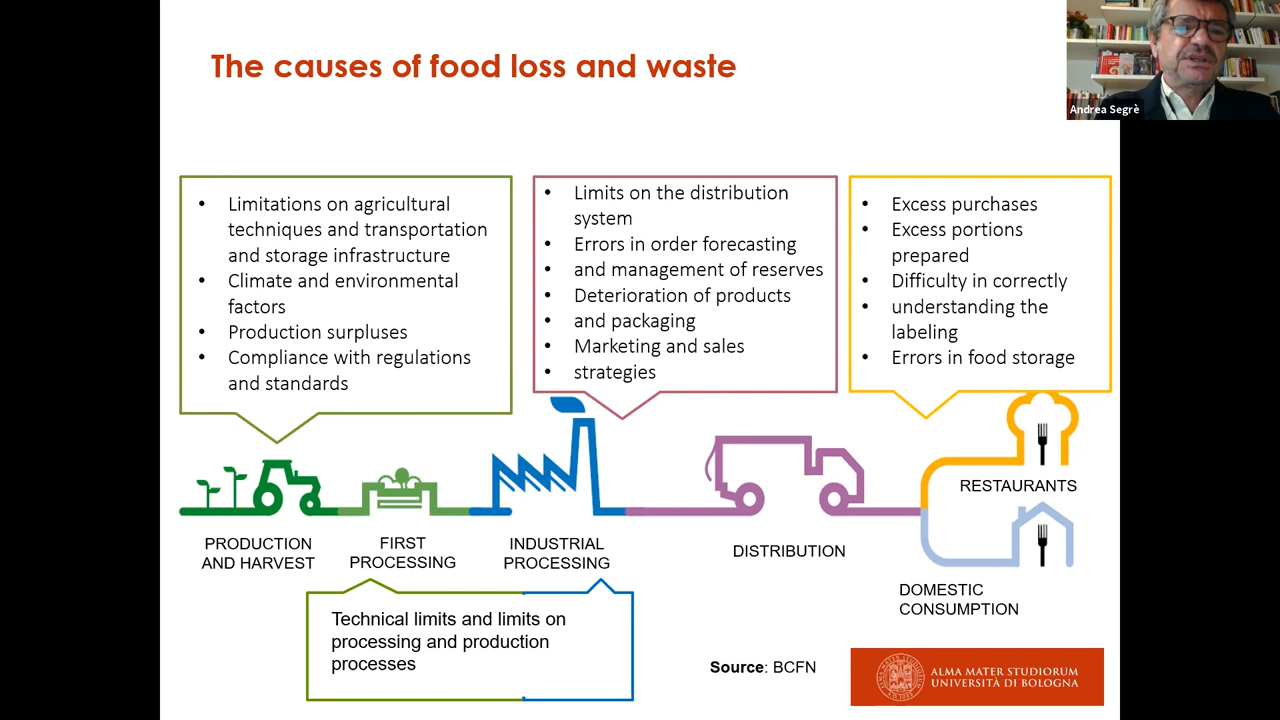 The causes of food loss and waste
Andrea Segrè
• Limitations on agricultural
techniques and transportation
and storage infrastructure
• Climate and environmental
factors
• Production surpluses
• Compliance with regulations
and standards
• Limits on the distribution
system
• Errors in order forecasting
• and management of reserves
• Deterioration of products
• and packaging
• Marketing and sales
• strategies
• Excess purchases
• Excess portions
prepared
• Difficulty in correctly
• understanding the
labeling
• Errors in food storage
PRODUCTION
AND HARVEST
FIRST
PROCESSING
INDUSTRIAL
PROCESSING
DISTRIBUTION
RESTAURANTS
DOMESTIC
CONSUMPTION
Technical limits and limits on
processing and production
processes
Source: BCFN
ALMA MATER STUDIORUM
UNIVERSITÀ DI BOLOGNA